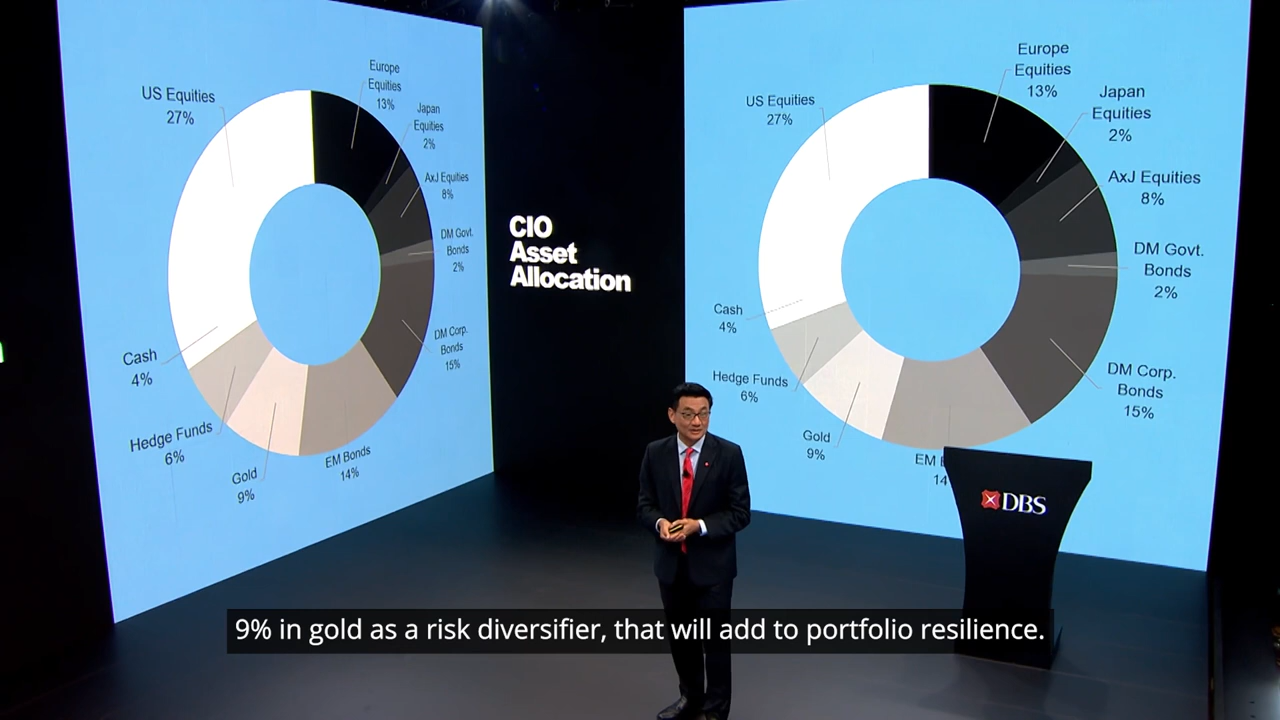 US Equities
27%
Europe
Equities
13%
Japan
Equities
2%
AxJ Equities
8%
DM Govt.
Bonds
2%
DM Corp.
Bonds
15%
EM Bonds
14%
Gold
9%
Hedge Funds
6%
Cash
4%
CIO
Asset
Allocation
US Equities
27%
Europe
Equities
13%
Japan
Equities
2%
AxJ Equities
8%
DM Govt.
Bonds
2%
DM Corp.
Bonds
15%
EM
14
Gold
9%
Hedge Funds
6%
Cash
4%
DBS
9% in gold as a risk diversifier, that will add to portfolio resilience.